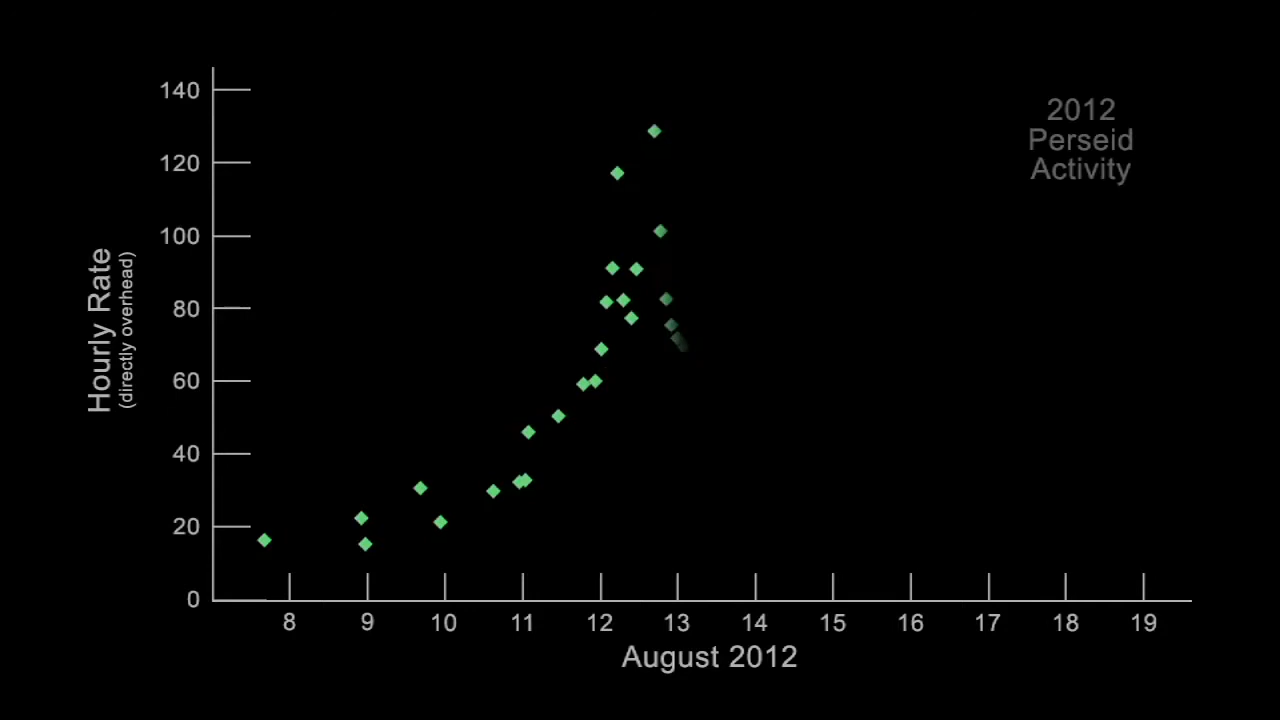 2012
Perseid
Activity
140
120
100
80
60
40
20
0
Hourly Rate
(directly overhead)
8 9 10 11 12 13 14 15 16 17 18 19
August 2012